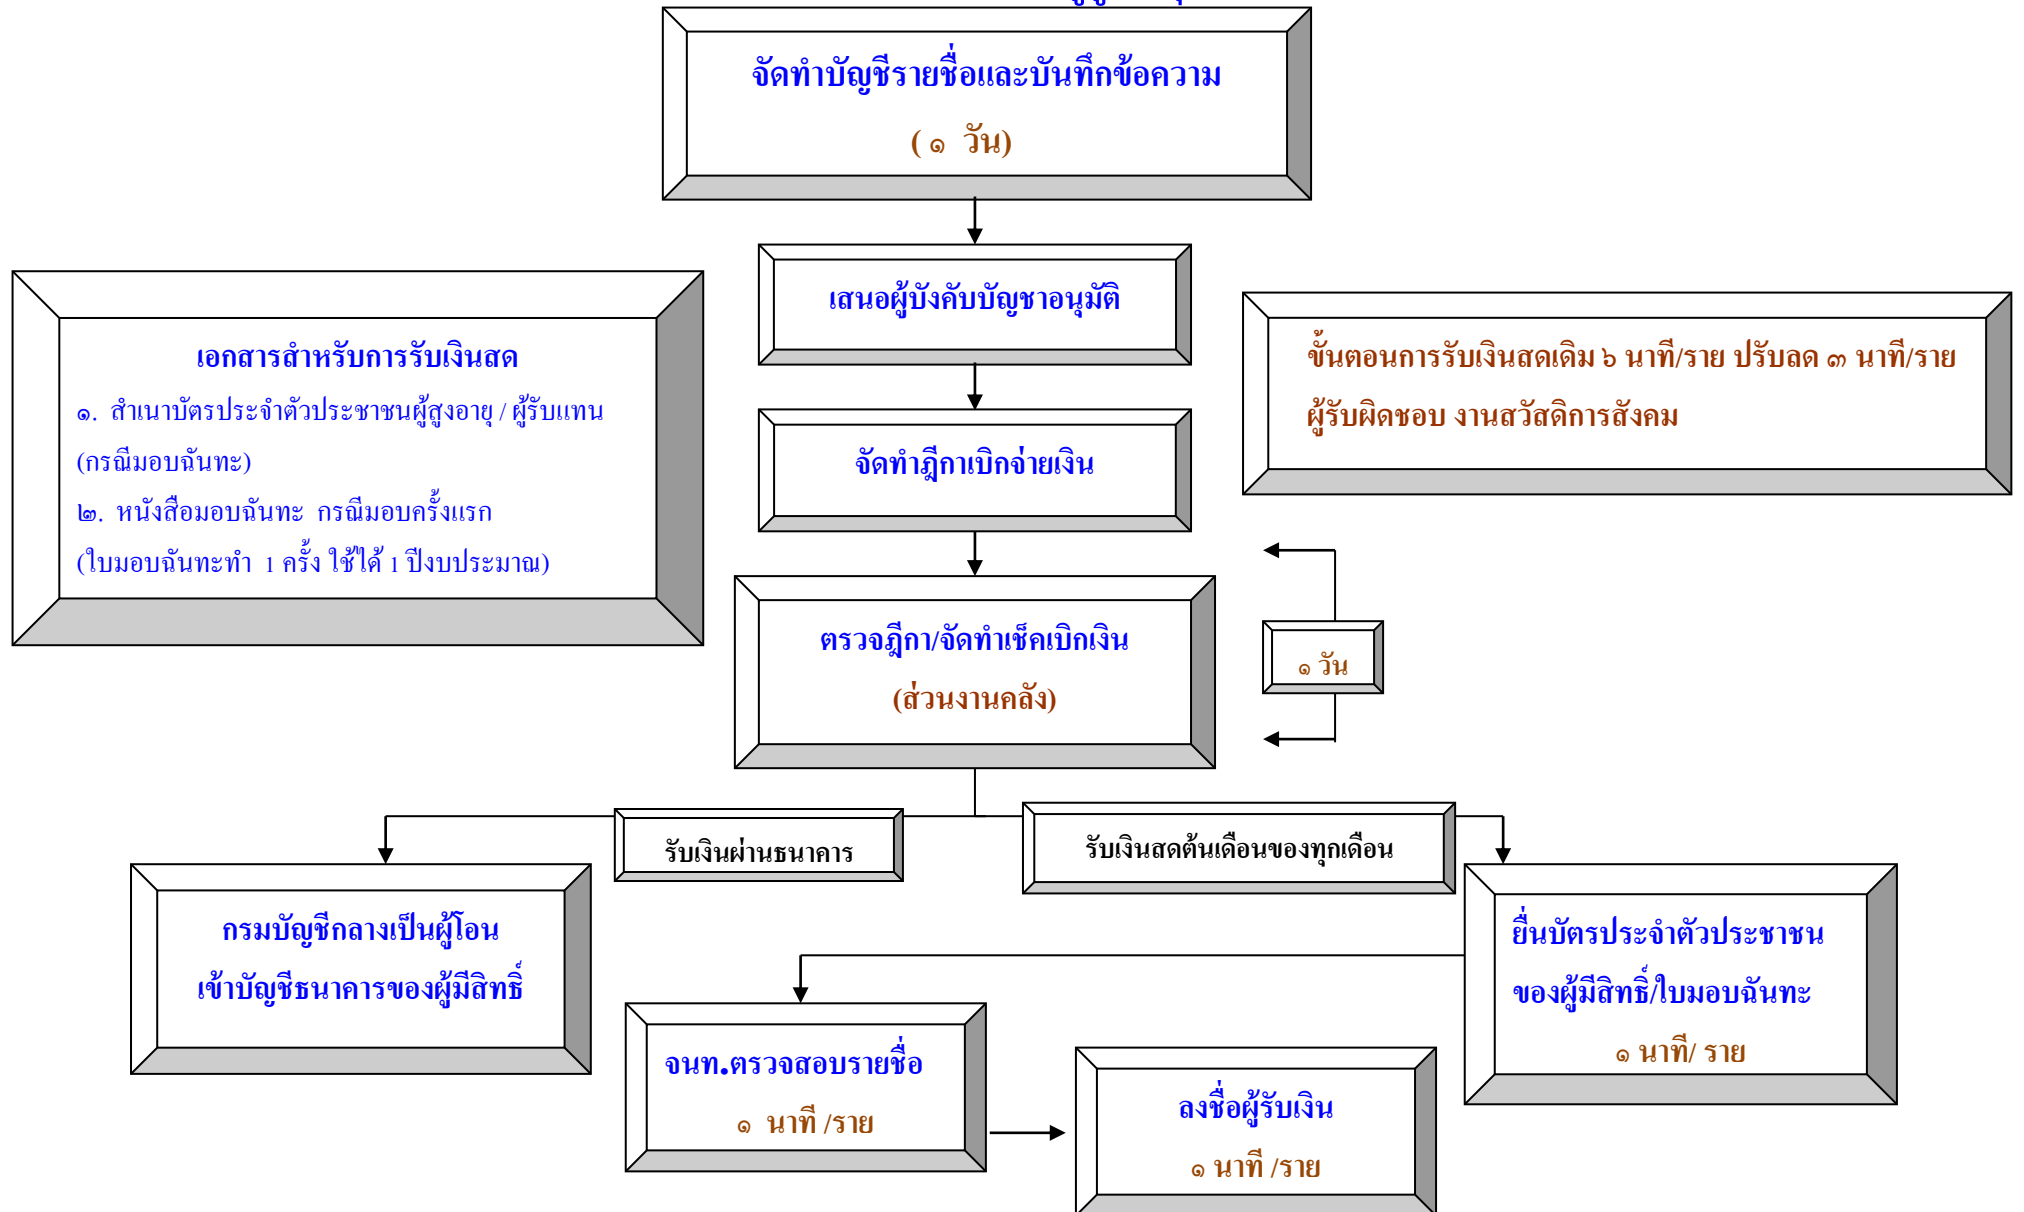 จัดทำบัญชีรายชื่อและบันทึกข้อความ
( ๑ วัน)
เสนอผู้บังคับบัญชาอนุมัติ
เอกสารสำหรับการรับเงินสด
๑. สำเนาบัตรประจำตัวประชาชนผู้สูงอายุ / ผู้รับแทน
(กรณีมอบฉันทะ)
๒. หนังสือมอบฉันทะ กรณีมอบครั้งแรก
(ใบมอบฉันทะทำ 1 ครั้ง ใช้ได้ 1 ปีงบประมาณ)
ขั้นตอนการรับเงินสดเดิม ๖ นาที/ราย ปรับลด ๓ นาที/ราย
ผู้รับผิดชอบ งานสวัสดิการสังคม
จัดทำฎีกาเบิกจ่ายเงิน
ตรวจฎีกา/จัดทำเช็คเบิกเงิน
(ส่วนงานคลัง)
๑ วัน
รับเงินผ่านธนาคาร
รับเงินสดต้นเดือนของทุกเดือน
กรมบัญชีกลางเป็นผู้โอน
เข้าบัญชีธนาคารของผู้มีสิทธิ์
ยื่นบัตรประจำตัวประชาชน
ของผู้มีสิทธิ์/ใบมอบฉันทะ
๑ นาที/ ราย
จนท.ตรวจสอบรายชื่อ
๑ นาที /ราย
ลงชื่อผู้รับเงิน
๑ นาที /ราย